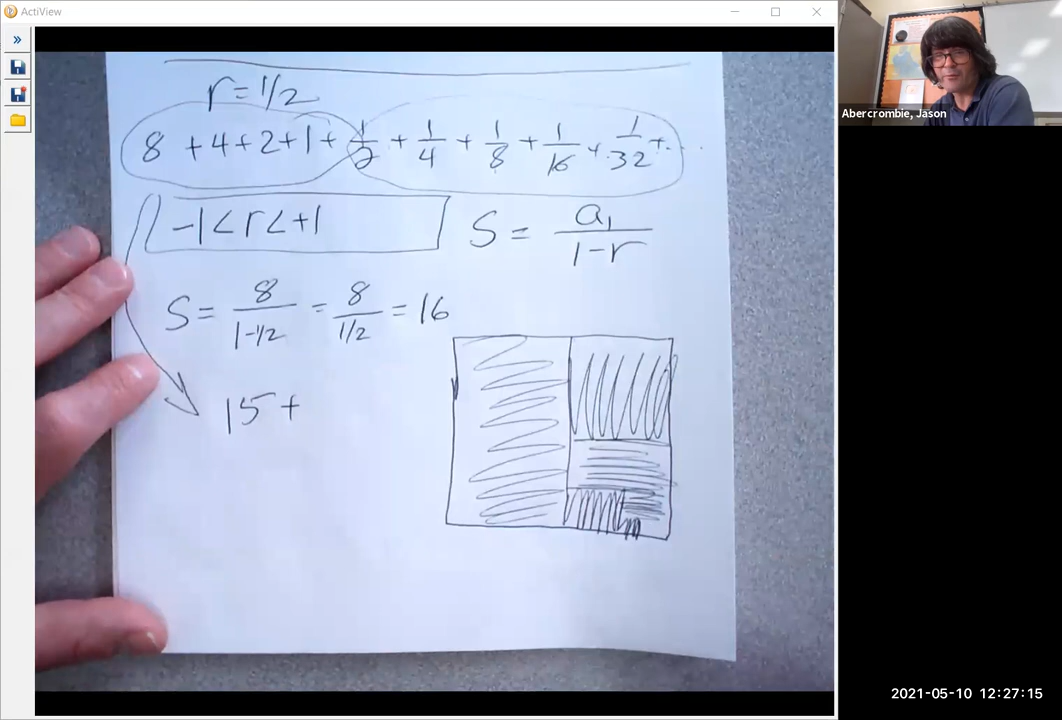 ActiView
r = 1/2
8 + 4 + 2 + 1 + 1/2 + 1/4 + 1/8 + 1/16 + 1/32 + ...
-1 < r < +1
S = a₁/(1-r)
S = 8/(1-1/2) = 8/(1/2) = 16
15 +
Abercrombie, Jason
2021-05-10 12:27:15